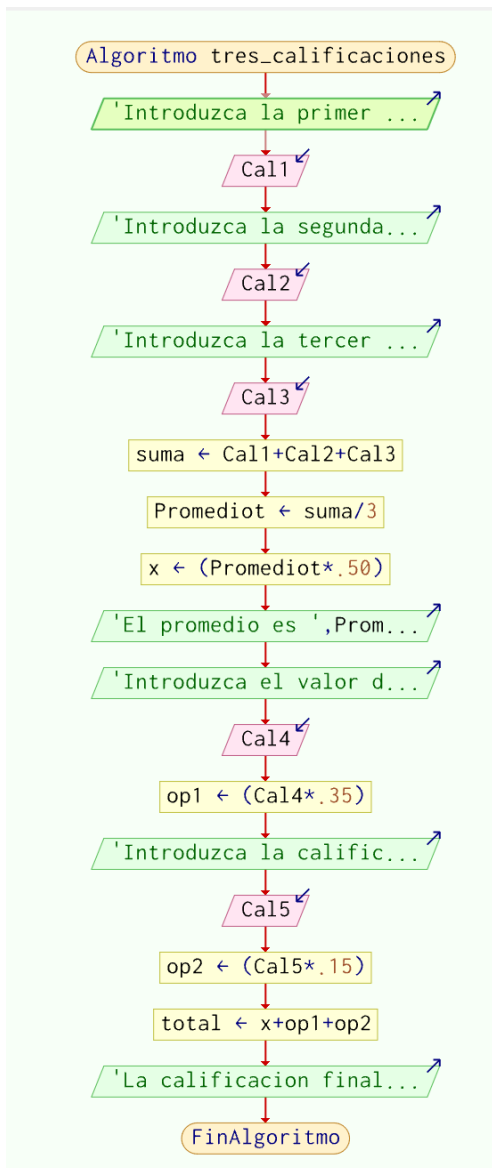 Algoritmo tres_calificaciones
'Introduzca la primer ...
Cal1
'Introduzca la segunda...
Cal2
'Introduzca la tercer ...
Cal3
suma ← Cal1+Cal2+Cal3
Promediot ← suma/3
x ← (Promediot*.50)
'El promedio es ',Prom...
'Introduzca el valor d...
Cal4
op1 ← (Cal4*.35)
'Introduzca la calific...
Cal5
op2 ← (Cal5*.15)
total ← x+op1+op2
'La calificacion final...
FinAlgoritmo